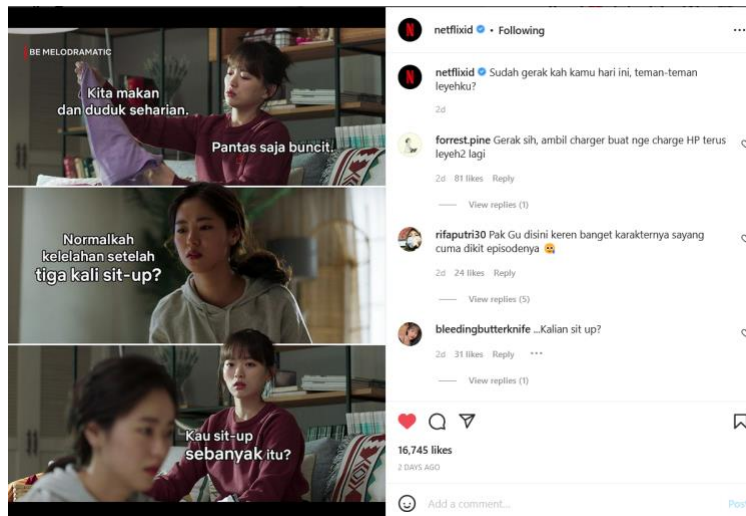 BE MELODRAMATIC
Kita makan
dan duduk seharian.
Pantas saja buncit.
Normalkah
kelelahan setelah
tiga kali sit-up?
Kau sit-up
sebanyak itu?
N
netflixid • Following
N
netflixid Sudah gerak kah kamu hari ini, teman-teman
leyehku?
2d
forrest.pine Gerak sih, ambil charger buat nge charge HP terus
leyeh2 lagi
2d 81 likes Reply
View replies (1)
rifaputri30 Pak Gu disini keren banget karakternya sayang
cuma dikit episodenya
2d 24 likes Reply
View replies (5)
bleedingbutterknife ...Kalian sit up?
2d 31 likes Reply
View replies (1)
16,745 likes
2 DAYS AGO
Add a comment...
Post